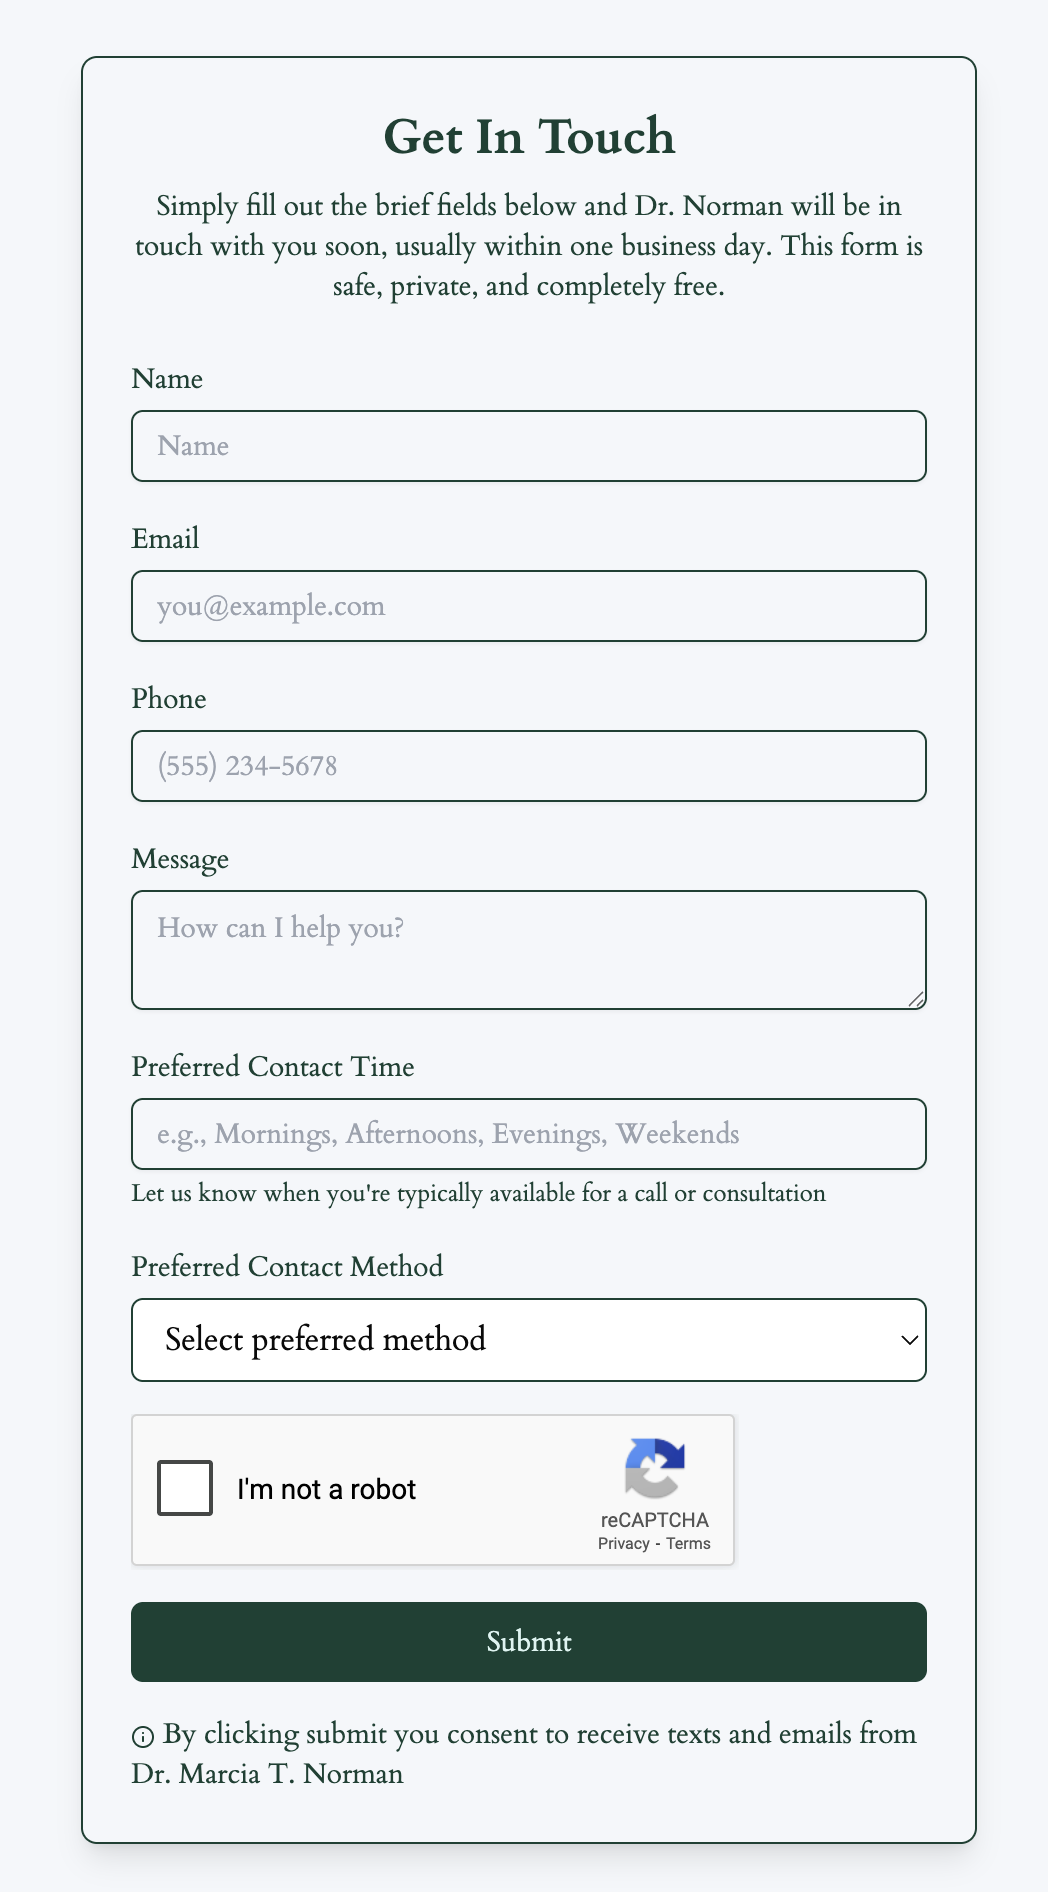 Get In Touch
Simply fill out the brief fields below and Dr. Norman will be in
touch with you soon, usually within one business day. This form is
safe, private, and completely free.
Name
Name
Email
you@example.com
Phone
(555) 234-5678
Message
How can I help you?
Preferred Contact Time
e.g., Mornings, Afternoons, Evenings, Weekends
Let us know when you're typically available for a call or consultation
Preferred Contact Method
Select preferred method
I'm not a robot
reCAPTCHA
Privacy - Terms
Submit
By clicking submit you consent to receive texts and emails from
Dr. Marcia T. Norman